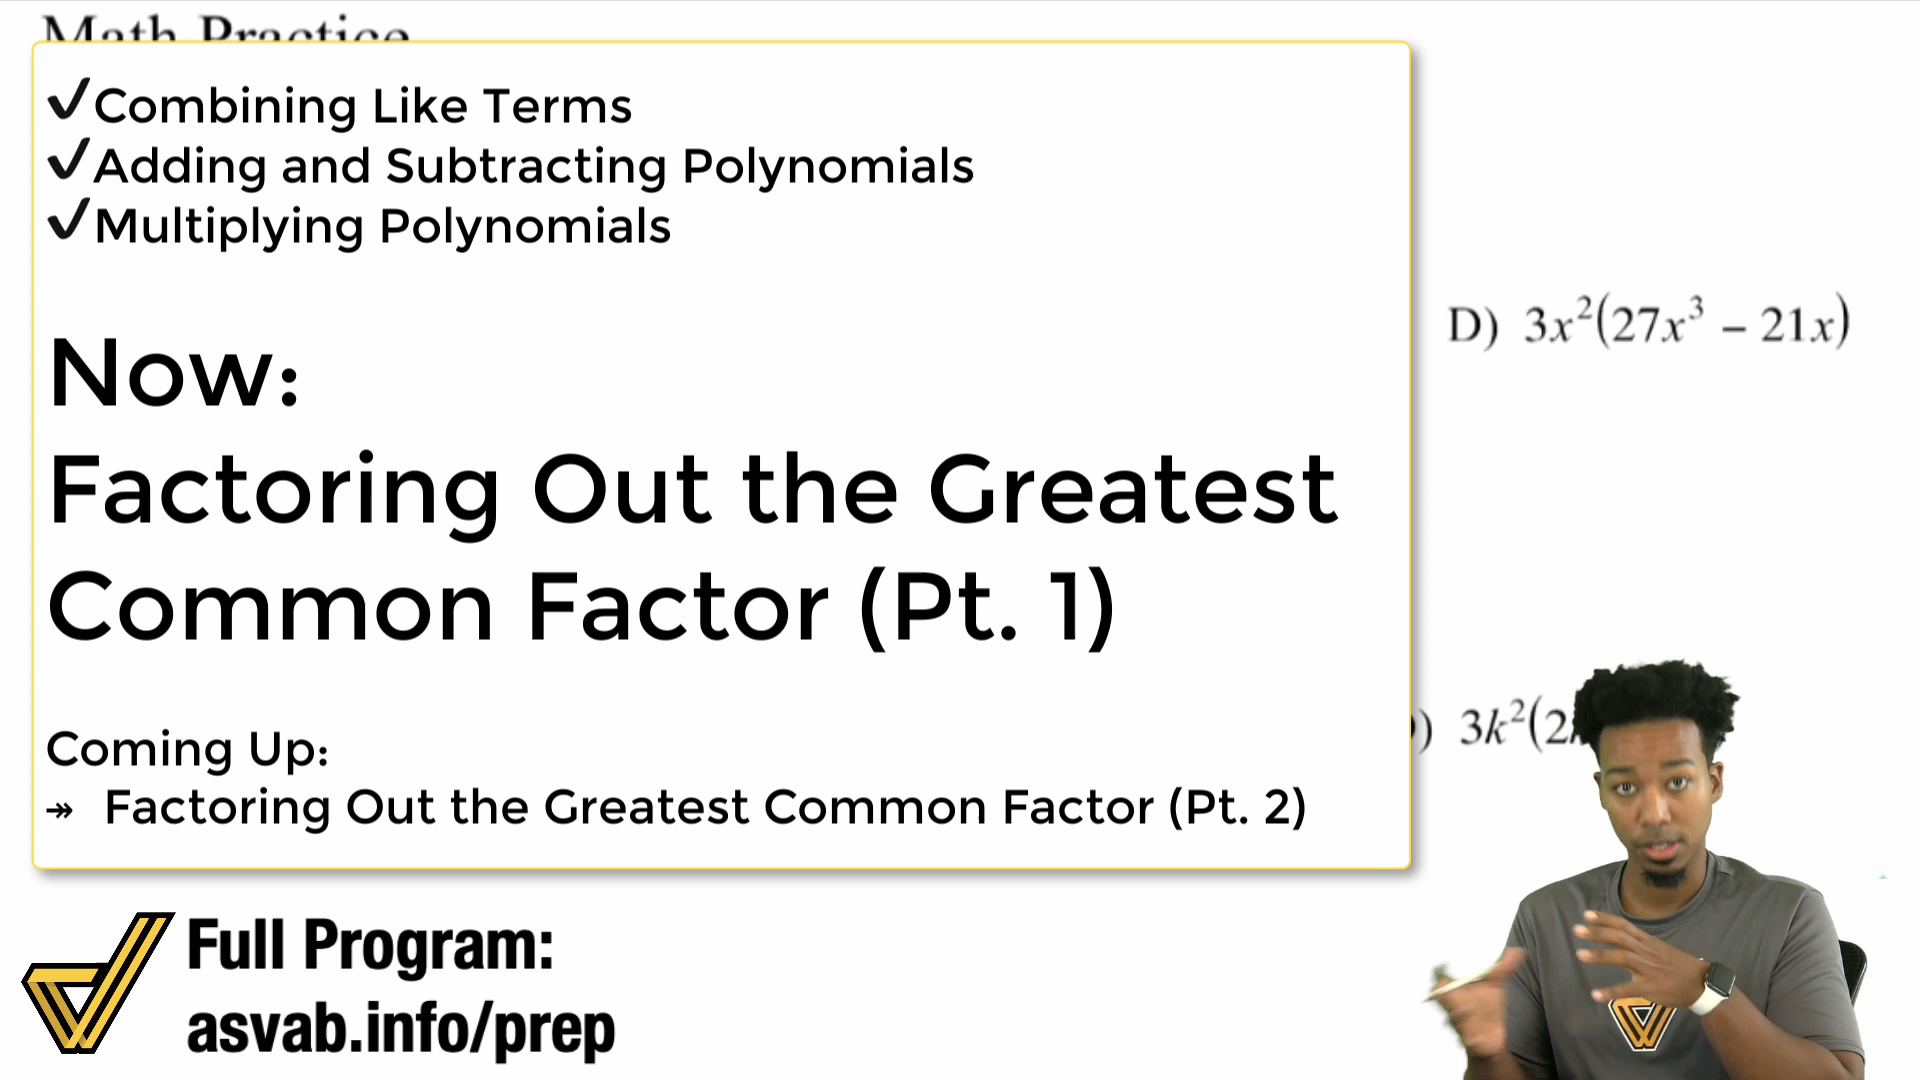 Math Practice
✓Combining Like Terms
✓Adding and Subtracting Polynomials
✓Multiplying Polynomials
Now:
Factoring Out the Greatest
Common Factor (Pt. 1)
Coming Up:
↠ Factoring Out the Greatest Common Factor (Pt. 2)
D) 3x²(27x³ − 21x)
) 3k²(2
Full Program:
asvab.info/prep